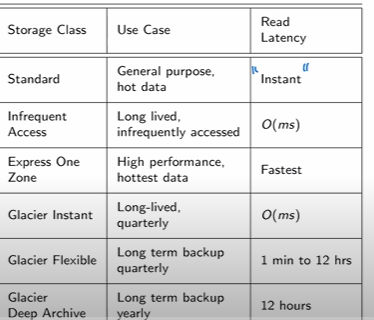 Storage Class Use Case Read
Latency
Standard General purpose,
hot data "Instant"
Infrequent
Access Long lived,
infrequently accessed O(ms)
Express One
Zone High performance,
hottest data Fastest
Glacier Instant Long-lived,
quarterly O(ms)
Glacier Flexible Long term backup
quarterly 1 min to 12 hrs
Glacier
Deep Archive Long term backup
yearly 12 hours